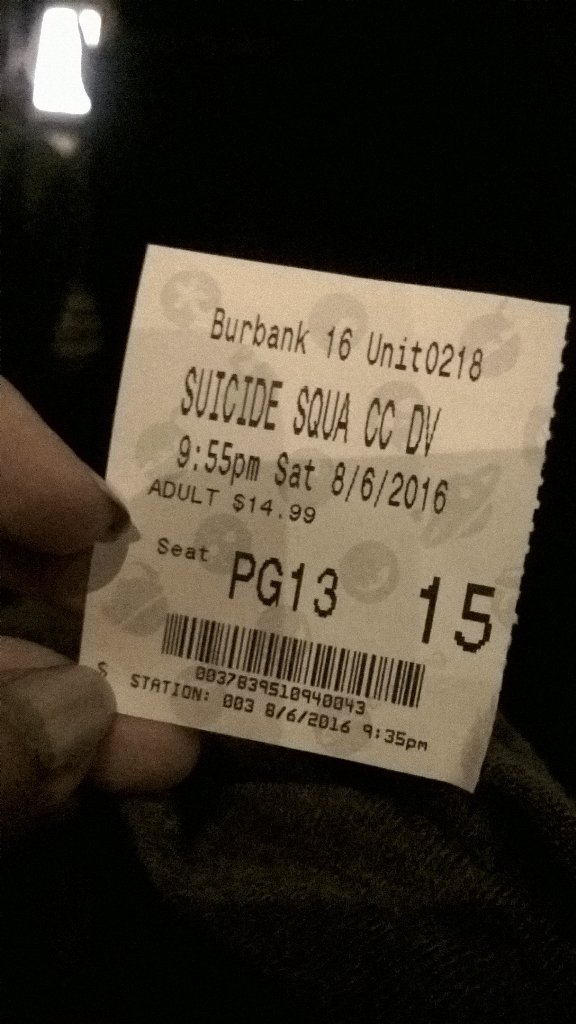 Burbank 16 Unit0218
SUICIDE SQUA CC DV
9:55pm Sat 8/6/2016
ADULT $14.99
Seat PG13 15
0037839510940043
$ STATION: 003 8/6/2016 9:35pm